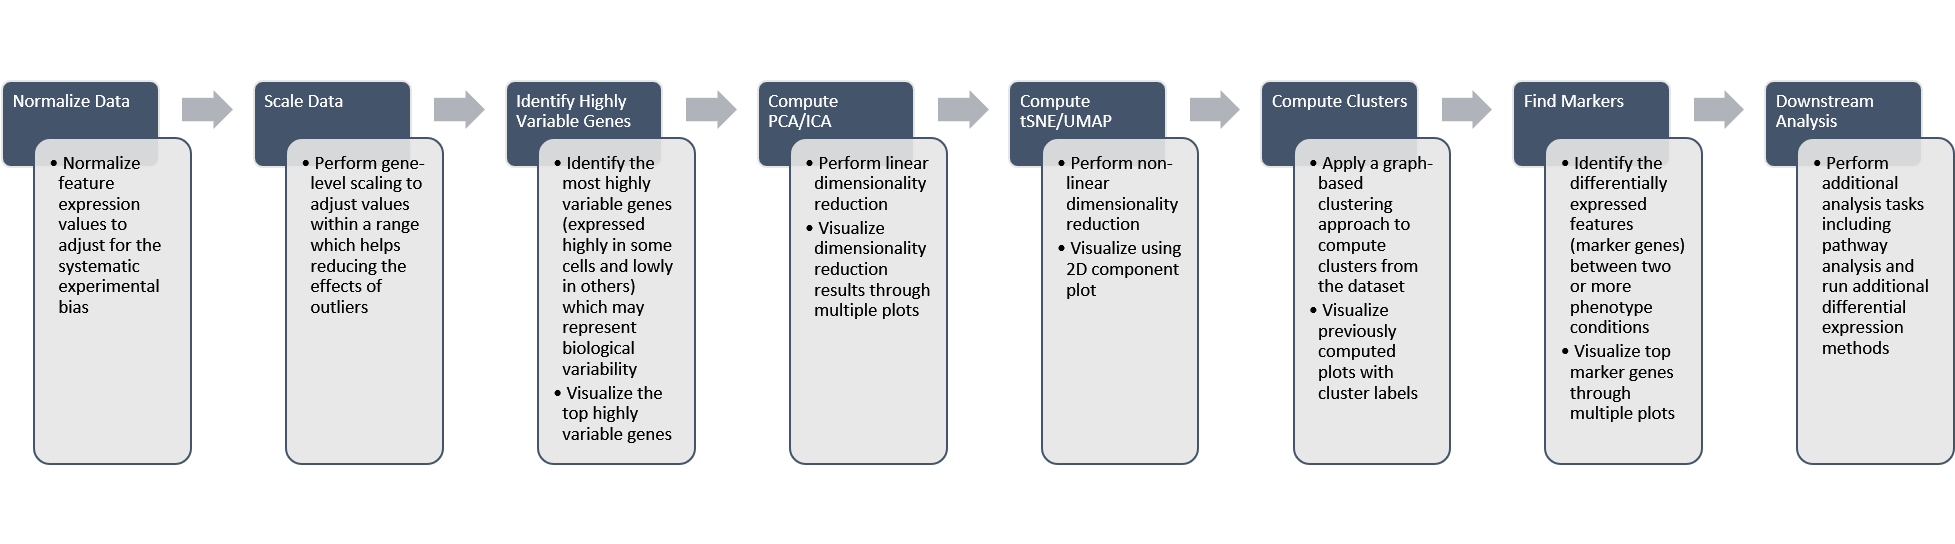 Normalize Data
• Normalize
feature
expression
values to
adjust for the
systematic
experimental
bias
Scale Data
• Perform gene-
level scaling to
adjust values
within a range
which helps
reducing the
effects of
outliers
Identify Highly
Variable Genes
• Identify the
most highly
variable genes
(expressed
highly in some
cells and lowly
in others)
which may
represent
biological
variability
• Visualize the
top highly
variable genes
Compute
PCA/ICA
• Perform linear
dimensionality
reduction
• Visualize
dimensionality
reduction
results through
multiple plots
Compute
tSNE/UMAP
• Perform non-
linear
dimensionality
reduction
• Visualize using
2D component
plot
Compute Clusters
• Apply a graph-
based
clustering
approach to
compute
clusters from
the dataset
• Visualize
previously
computed
plots with
cluster labels
Find Markers
• Identify the
differentially
expressed
features
(marker genes)
between two
or more
phenotype
conditions
• Visualize top
marker genes
through
multiple plots
Downstream
Analysis
• Perform
additional
analysis tasks
including
pathway
analysis and
run additional
differential
expression
methods